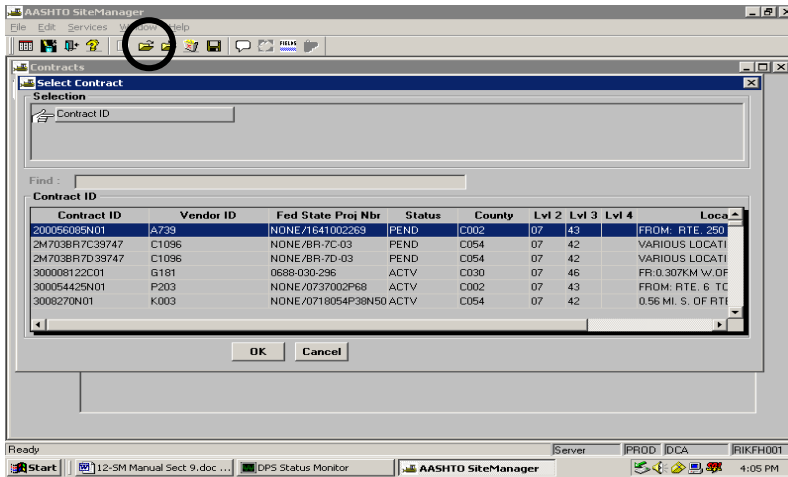 AASHTO SiteManager
File Edit Services Window Help
FIELDS
Contracts
Select Contract
Selection
Contract ID
Find :
Contract ID
Contract ID Vendor ID Fed State Proj Nbr Status County Lvl 2 Lvl 3 Lvl 4 Loca
200056085N01 A739 NONE/1641002269 PEND C002 07 43 FROM: RTE. 250
2M703BR7C39747 C1096 NONE/BR-7C-03 PEND C054 07 42 VARIOUS LOCATI
2M703BR7D39747 C1096 NONE/BR-7D-03 PEND C054 07 42 VARIOUS LOCATI
300008122C01 G181 0688-030-296 ACTV C030 07 46 FR:0.307KM W.OF
300054425N01 P203 NONE/0737002P68 ACTV C002 07 43 FROM: RTE. 6 TO
3008270N01 K003 NONE/0718054P38N50 ACTV C054 07 42 0.56 MI. S. OF RTE
OK Cancel
Ready Server PROD DCA RIKFH001
Start 12-SM Manual Sect 9.doc ... DPS Status Monitor AASHTO SiteManager 4:05 PM